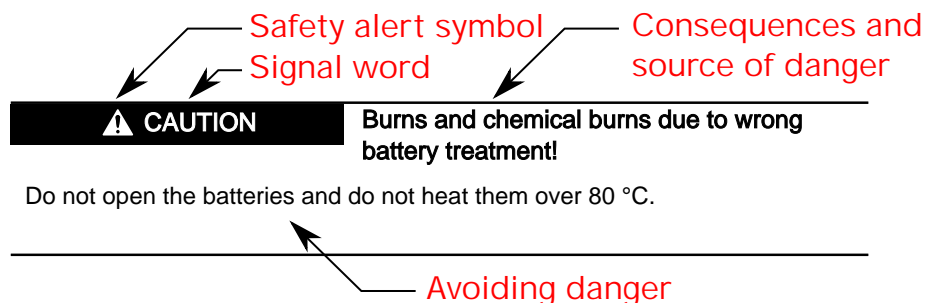 Safety alert symbol
Consequences and
Signal word
source of danger
CAUTION
Burns and chemical burns due to wrong
battery treatment!
Do not open the batteries and do not heat them over 80 °C.
Avoiding danger